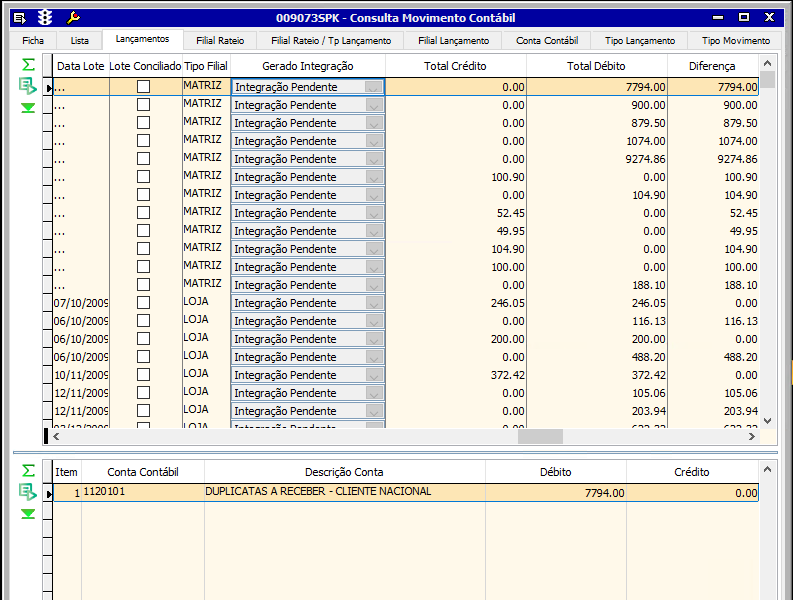 009073SPK - Consulta Movimento Contábil
Ficha Lista Lançamentos Filial Rateio Filial Rateio / Tp Lançamento Filial Lançamento Conta Contábil Tipo Lançamento Tipo Movimento
Data Lote Lote Conciliado Tipo Filial Gerado Integração Total Crédito Total Débito Diferença
... MATRIZ Integração Pendente 0.00 7794.00 7794.00
... MATRIZ Integração Pendente 0.00 900.00 900.00
... MATRIZ Integração Pendente 0.00 879.50 879.50
... MATRIZ Integração Pendente 0.00 1074.00 1074.00
... MATRIZ Integração Pendente 0.00 9274.86 9274.86
... MATRIZ Integração Pendente 100.90 0.00 100.90
... MATRIZ Integração Pendente 0.00 104.90 104.90
... MATRIZ Integração Pendente 52.45 0.00 52.45
... MATRIZ Integração Pendente 49.95 0.00 49.95
... MATRIZ Integração Pendente 104.90 0.00 104.90
... MATRIZ Integração Pendente 100.00 0.00 100.00
... MATRIZ Integração Pendente 0.00 188.10 188.10
07/10/2009 LOJA Integração Pendente 246.05 246.05 0.00
06/10/2009 LOJA Integração Pendente 0.00 116.13 116.13
06/10/2009 LOJA Integração Pendente 200.00 200.00 0.00
06/10/2009 LOJA Integração Pendente 0.00 488.20 488.20
10/11/2009 LOJA Integração Pendente 372.42 372.42 0.00
12/11/2009 LOJA Integração Pendente 0.00 105.06 105.06
12/11/2009 LOJA Integração Pendente 0.00 203.94 203.94
LOJA Integração Pendente 0.00
Item Conta Contábil Descrição Conta Débito Crédito
1 1120101 DUPLICATAS A RECEBER - CLIENTE NACIONAL 7794.00 0.00